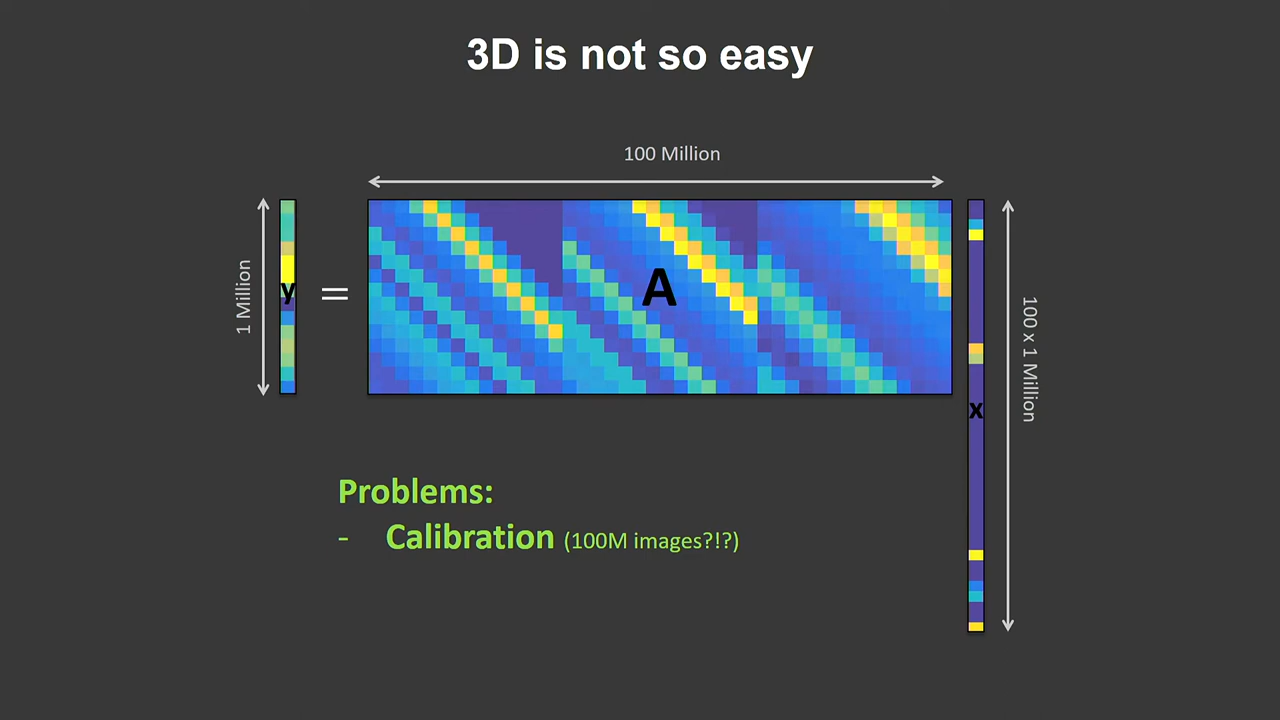 3D is not so easy
100 Million
1 Million
y
=
A
x
100 x 1 Million
Problems:
- Calibration (100M images?!?)